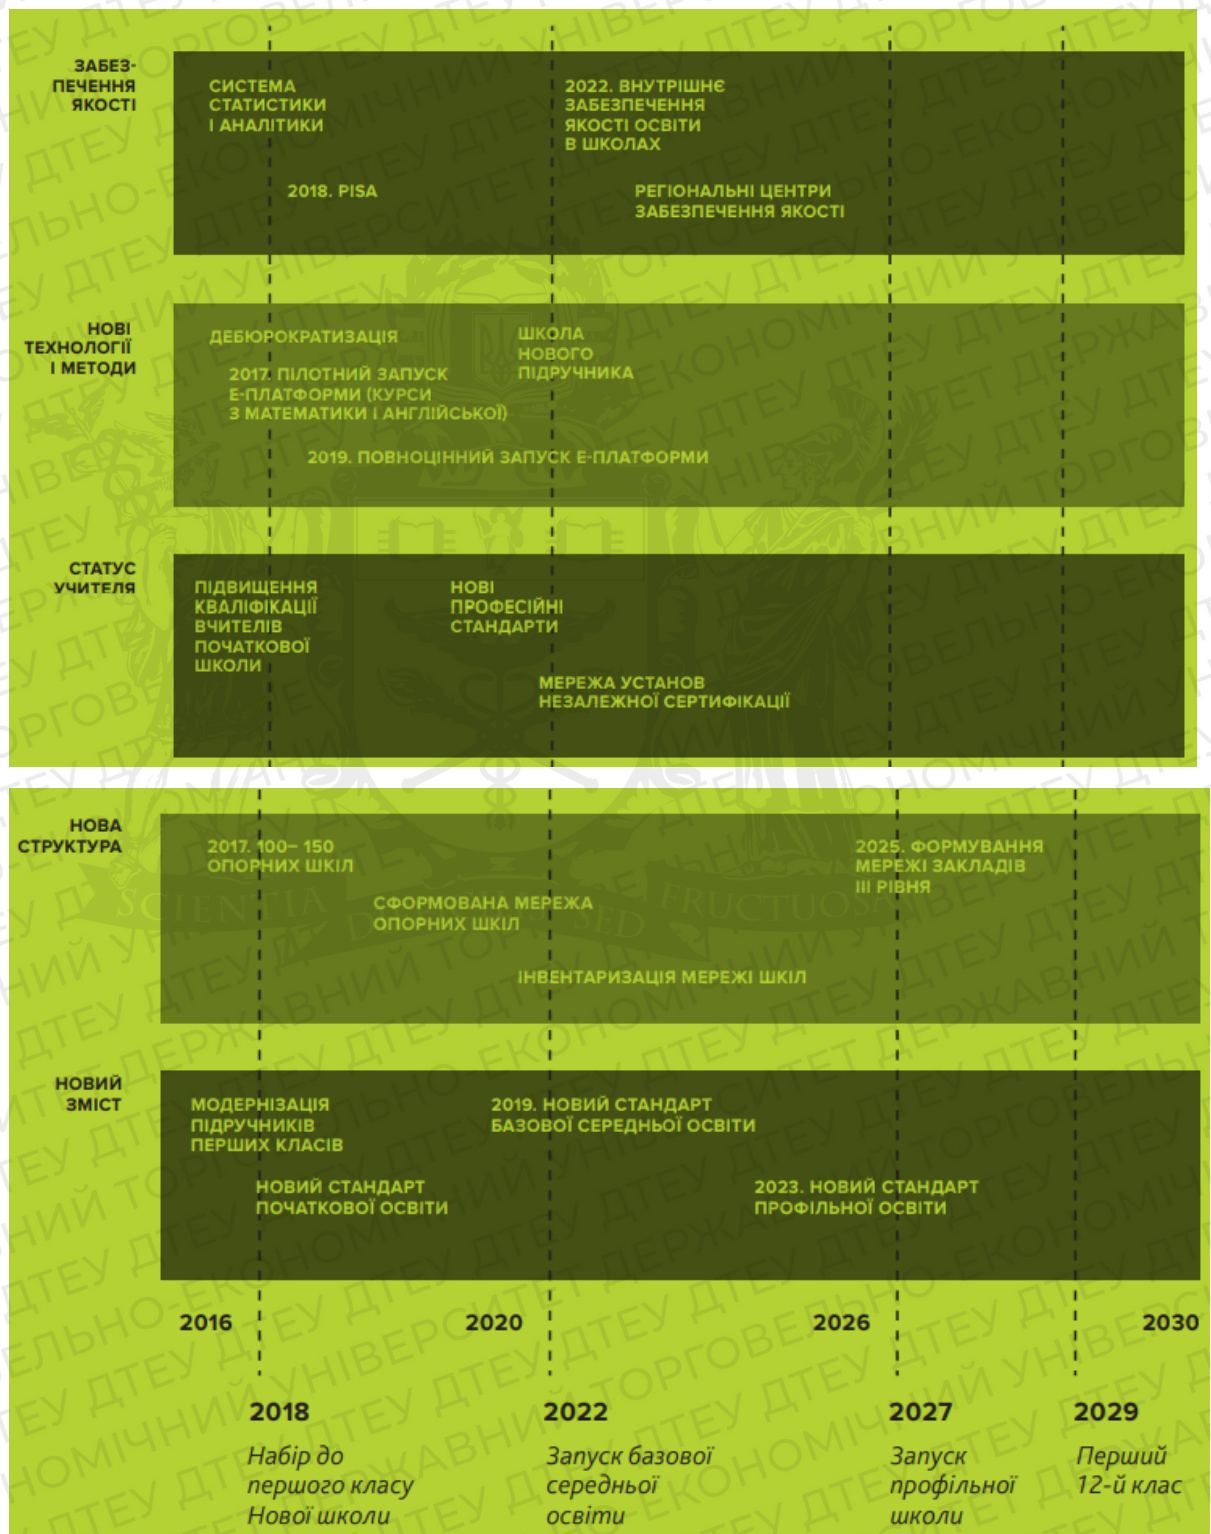 ЗАБЕЗ-
ПЕЧЕННЯ
ЯКОСТІ
СИСТЕМА
СТАТИСТИКИ
І АНАЛІТИКИ
2018. PISA
2022. ВНУТРІШНЄ
ЗАБЕЗПЕЧЕННЯ
ЯКОСТІ ОСВІТИ
В ШКОЛАХ
РЕГІОНАЛЬНІ ЦЕНТРИ
ЗАБЕЗПЕЧЕННЯ ЯКОСТІ
НОВІ
ТЕХНОЛОГІЇ
І МЕТОДИ
ДЕБЮРОКРАТИЗАЦІЯ
2017. ПІЛОТНИЙ ЗАПУСК
Е-ПЛАТФОРМИ (КУРСИ
З МАТЕМАТИКИ І АНГЛІЙСЬКОЇ)
ШКОЛА
НОВОГО
ПІДРУЧНИКА
2019. ПОВНОЦІННИЙ ЗАПУСК Е-ПЛАТФОРМИ
СТАТУС
УЧИТЕЛЯ
ПІДВИЩЕННЯ
КВАЛІФІКАЦІЇ
ВЧИТЕЛІВ
ПОЧАТКОВОЇ
ШКОЛИ
НОВІ
ПРОФЕСІЙНІ
СТАНДАРТИ
МЕРЕЖА УСТАНОВ
НЕЗАЛЕЖНОЇ СЕРТИФІКАЦІЇ
НОВА
СТРУКТУРА
2017. 100– 150
ОПОРНИХ ШКІЛ
СФОРМОВАНА МЕРЕЖА
ОПОРНИХ ШКІЛ
ІНВЕНТАРИЗАЦІЯ МЕРЕЖІ ШКІЛ
2025. ФОРМУВАННЯ
МЕРЕЖІ ЗАКЛАДІВ
ІІІ РІВНЯ
SCIENTIA
SED
FRUCTUOSA
НОВИЙ
ЗМІСТ
МОДЕРНІЗАЦІЯ
ПІДРУЧНИКІВ
ПЕРШИХ КЛАСІВ
НОВИЙ СТАНДАРТ
ПОЧАТКОВОЇ ОСВІТИ
2019. НОВИЙ СТАНДАРТ
БАЗОВОЇ СЕРЕДНЬОЇ ОСВІТИ
2023. НОВИЙ СТАНДАРТ
ПРОФІЛЬНОЇ ОСВІТИ
2016
2020
2026
2030
2018
Набір до
першого класу
Нової школи
2022
Запуск базової
середньої
освіти
2027
Запуск
профільної
школи
2029
Перший
12-й клас